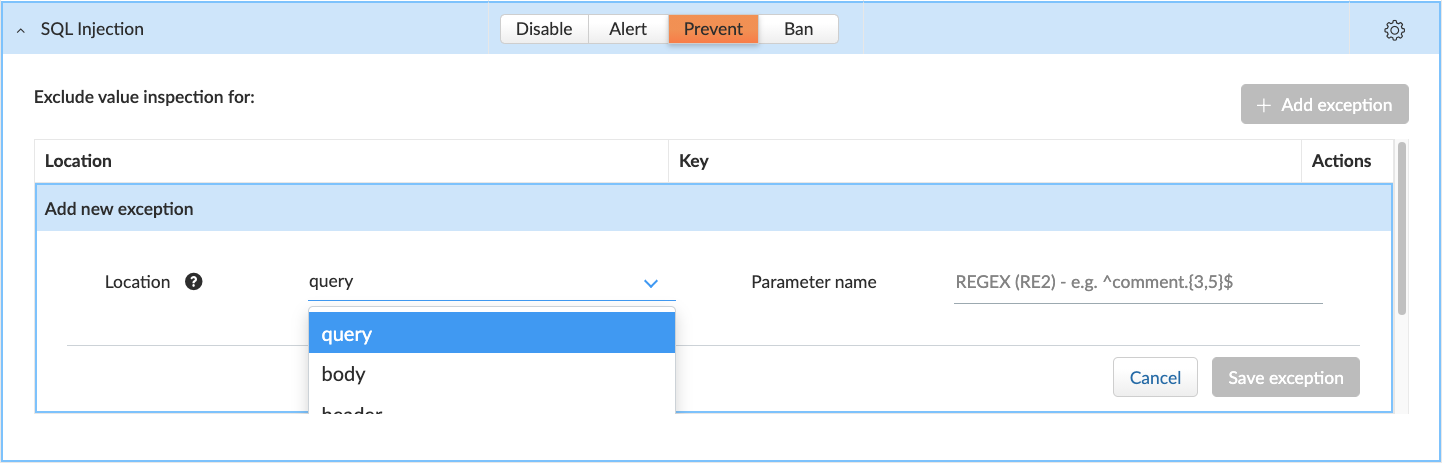 SQL Injection Disable Alert Prevent Ban
Exclude value inspection for:
+ Add exception
Location Key Actions
Add new exception
Location ? query Parameter name REGEX (RE2) - e.g. ^comment.{3,5}$
query
body
header
Cancel Save exception